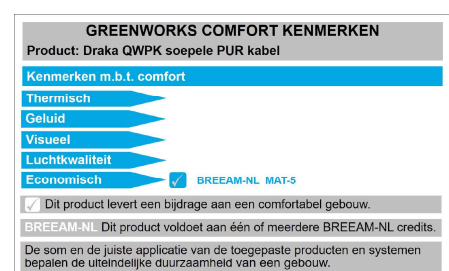 GREENWORKS COMFORT KENMERKEN
Product: Draka QWPK soepele PUR kabel
Kenmerken m.b.t. comfort
Thermisch
Geluid
Visueel
Luchtkwaliteit
Economisch BREEAM-NL MAT-5
Dit product levert een bijdrage aan een comfortabel gebouw.
BREEAM-NL Dit product voldoet aan één of meerdere BREEAM-NL credits.
De som en de juiste applicatie van de toegepaste producten en systemen
bepalen de uiteindelijke duurzaamheid van een gebouw.